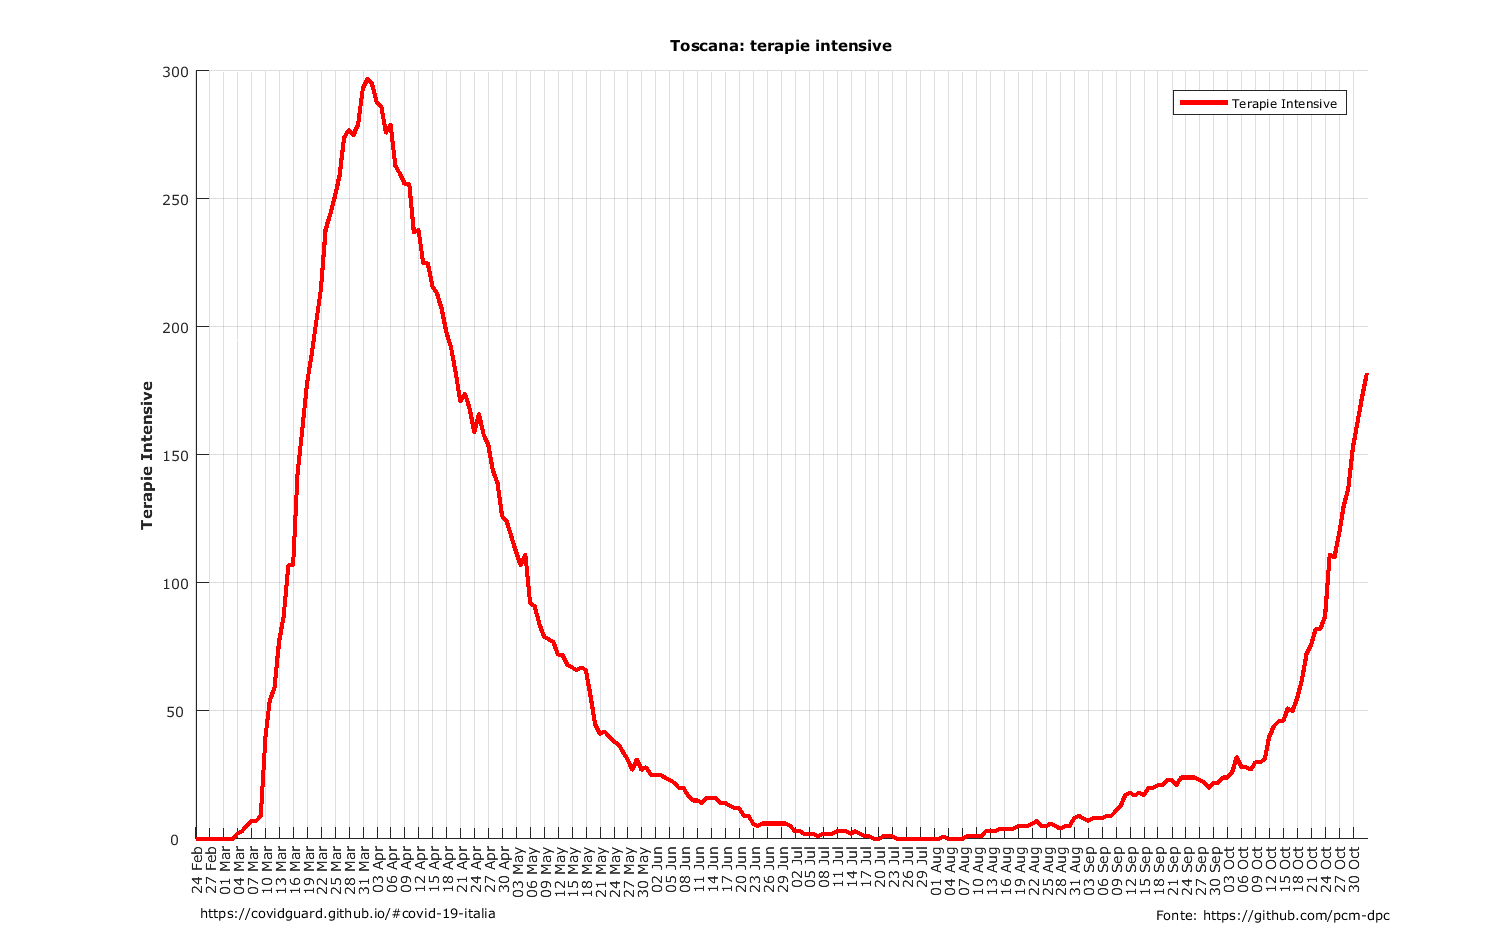 Toscana: terapie intensive
Terapie Intensive
Terapie Intensive
300
250
200
150
100
50
0
24 Feb
27 Feb
01 Mar
04 Mar
07 Mar
10 Mar
13 Mar
16 Mar
19 Mar
22 Mar
25 Mar
28 Mar
31 Mar
03 Apr
06 Apr
09 Apr
12 Apr
15 Apr
18 Apr
21 Apr
24 Apr
27 Apr
30 Apr
03 May
06 May
09 May
12 May
15 May
18 May
21 May
24 May
27 May
30 May
02 Jun
05 Jun
08 Jun
11 Jun
14 Jun
17 Jun
20 Jun
23 Jun
26 Jun
29 Jun
02 Jul
05 Jul
08 Jul
11 Jul
14 Jul
17 Jul
20 Jul
23 Jul
26 Jul
29 Jul
01 Aug
04 Aug
07 Aug
10 Aug
13 Aug
16 Aug
19 Aug
22 Aug
25 Aug
28 Aug
31 Aug
03 Sep
06 Sep
09 Sep
12 Sep
15 Sep
18 Sep
21 Sep
24 Sep
27 Sep
30 Sep
03 Oct
06 Oct
09 Oct
12 Oct
15 Oct
18 Oct
21 Oct
24 Oct
27 Oct
30 Oct
https://covidguard.github.io/#covid-19-italia
Fonte: https://github.com/pcm-dpc